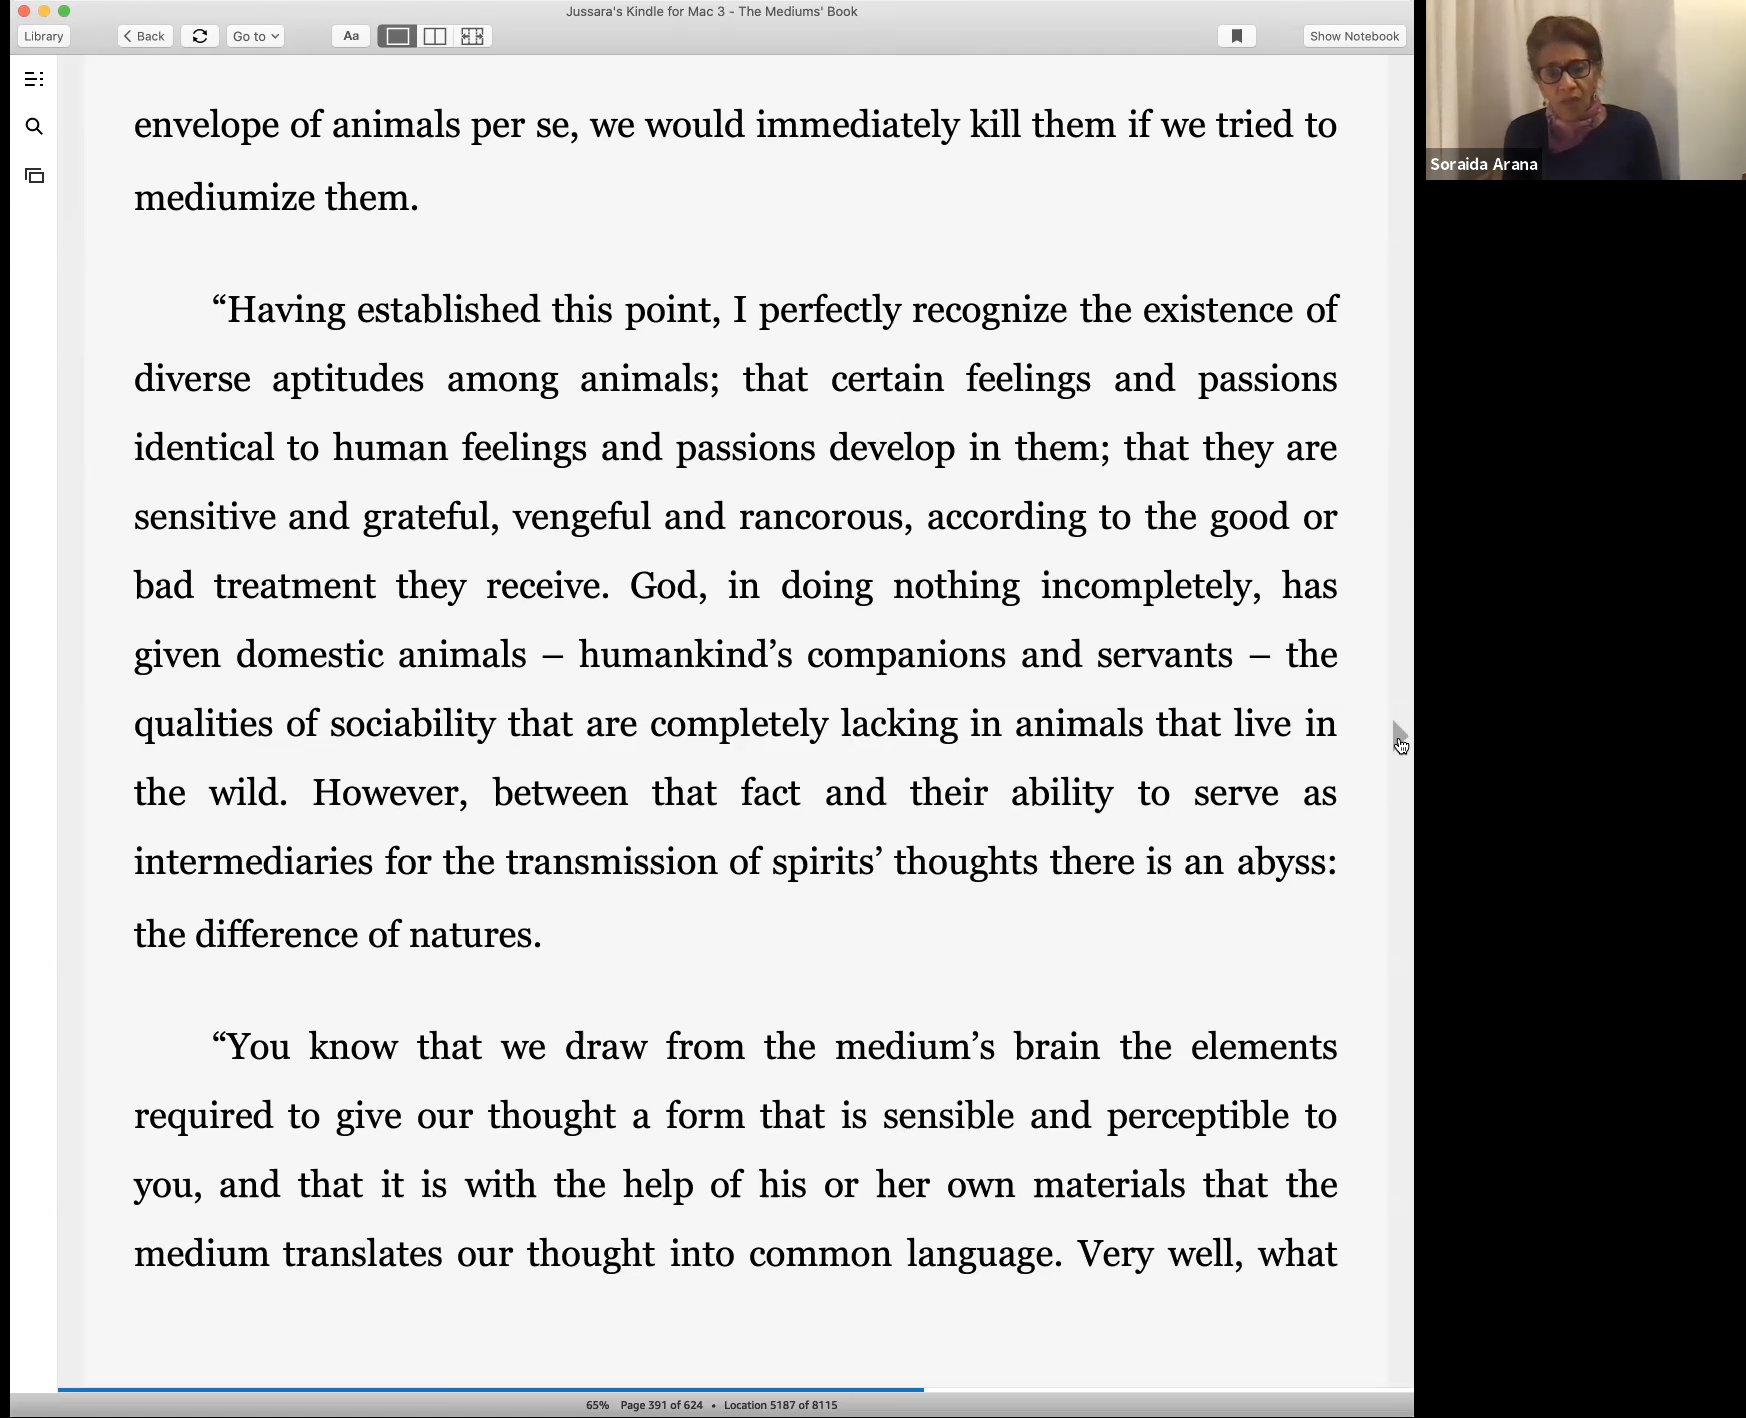 Jussara's Kindle for Mac 3 - The Mediums' Book
Library
Back
Go to
Aa
Show Notebook
envelope of animals per se, we would immediately kill them if we tried to
mediumize them.
“Having established this point, I perfectly recognize the existence of
diverse aptitudes among animals; that certain feelings and passions
identical to human feelings and passions develop in them; that they are
sensitive and grateful, vengeful and rancorous, according to the good or
bad treatment they receive. God, in doing nothing incompletely, has
given domestic animals – humankind’s companions and servants – the
qualities of sociability that are completely lacking in animals that live in
the wild. However, between that fact and their ability to serve as
intermediaries for the transmission of spirits’ thoughts there is an abyss:
the difference of natures.
“You know that we draw from the medium’s brain the elements
required to give our thought a form that is sensible and perceptible to
you, and that it is with the help of his or her own materials that the
medium translates our thought into common language. Very well, what
65% Page 391 of 624 • Location 5187 of 8115
Soraida Arana